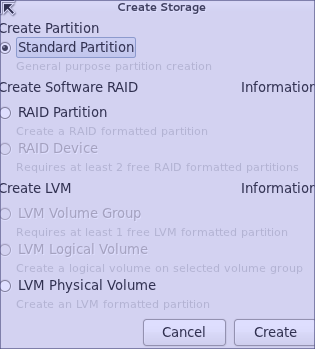 Create Storage
Create Partition
Standard Partition
General purpose partition creation
Create Software RAID Information
RAID Partition
Create a RAID formatted partition
RAID Device
Requires at least 2 free RAID formatted partitions
Create LVM Information
LVM Volume Group
Requires at least 1 free LVM formatted partition
LVM Logical Volume
Create a logical volume on selected volume group
LVM Physical Volume
Create an LVM formatted partition
Cancel Create